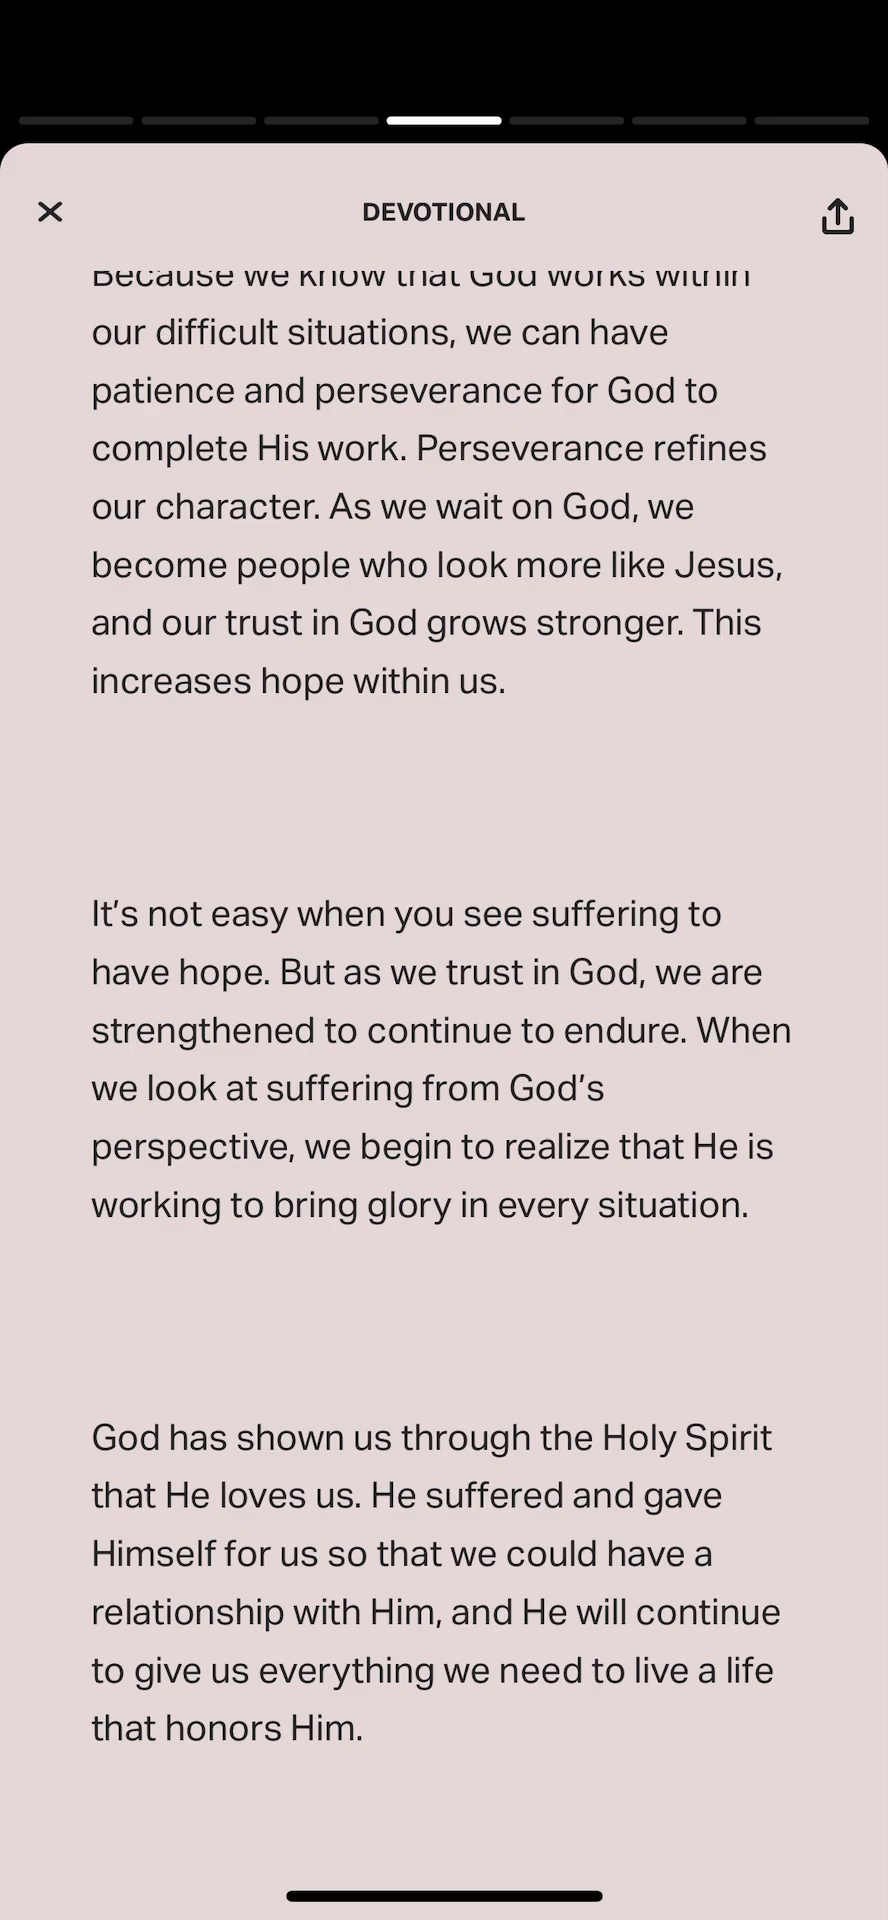 DEVOTIONAL
Because we know that God works within
our difficult situations, we can have
patience and perseverance for God to
complete His work. Perseverance refines
our character. As we wait on God, we
become people who look more like Jesus,
and our trust in God grows stronger. This
increases hope within us.
It’s not easy when you see suffering to
have hope. But as we trust in God, we are
strengthened to continue to endure. When
we look at suffering from God’s
perspective, we begin to realize that He is
working to bring glory in every situation.
God has shown us through the Holy Spirit
that He loves us. He suffered and gave
Himself for us so that we could have a
relationship with Him, and He will continue
to give us everything we need to live a life
that honors Him.